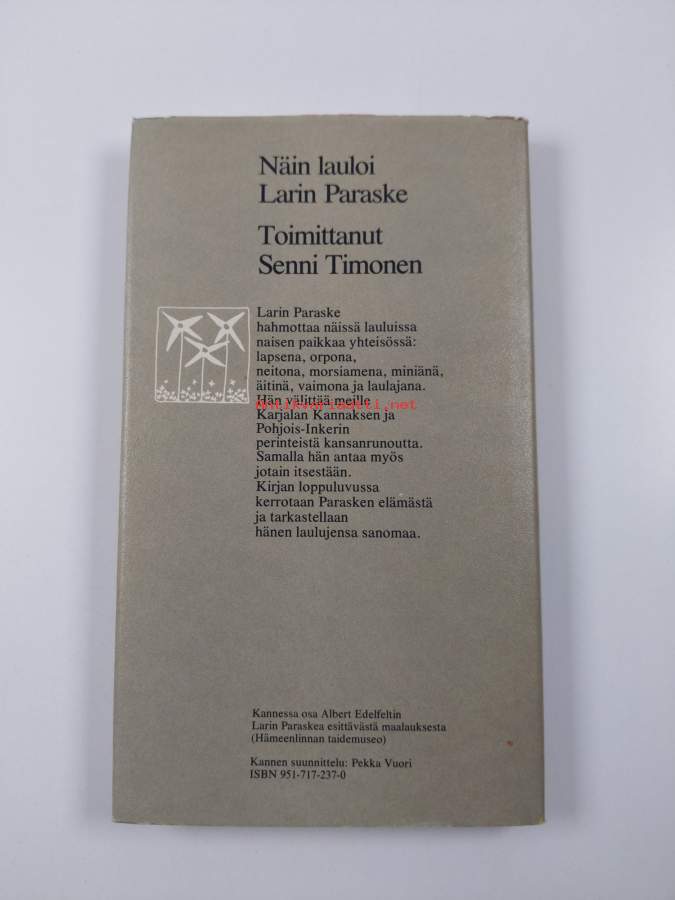 Näin lauloi
Larin Paraske
Toimittanut
Senni Timonen
Larin Paraske
hahmottaa näissä lauluissa
naisen paikkaa yhteisössä:
lapsena, orpona,
neitona, morsiamena, miniänä,
äitinä, vaimona ja laulajana.
Hän välittää meille
antikvariaatti.net
Karjalan Kannaksen ja
Pohjois-Inkerin
perinteistä kansanrunoutta.
Samalla hän antaa myös
jotain itsestään.
Kirjan loppuluvussa
kerrotaan Parasken elämästä
ja tarkastellaan
hänen laulujensa sanomaa.
Kannessa osa Albert Edelfeltin
Larin Paraskea esittävästä maalauksesta
(Hämeenlinnan taidemuseo)
Kannen suunnittelu: Pekka Vuori
ISBN 951-717-237-0